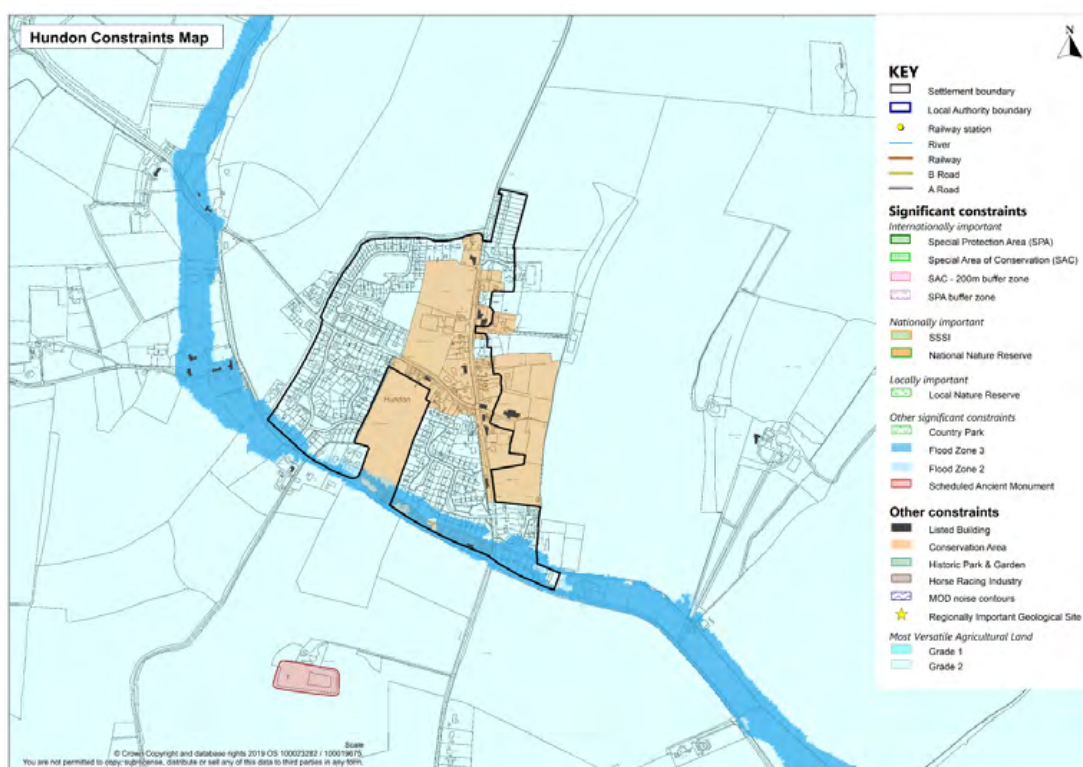 Hundon Constraints Map
N
KEY
Settlement boundary
Local Authority boundary
Railway station
River
Railway
B Road
A Road
Significant constraints
Internationally important
Special Protection Area (SPA)
Special Area of Conservation (SAC)
SAC - 200m buffer zone
SPA buffer zone
Nationally important
SSSI
National Nature Reserve
Locally important
Local Nature Reserve
Other significant constraints
Country Park
Flood Zone 3
Flood Zone 2
Scheduled Ancient Monument
Other constraints
Listed Building
Conservation Area
Historic Park & Garden
Horse Racing Industry
MOD noise contours
Regionally Important Geological Site
Most Versatile Agricultural Land
Grade 1
Grade 2
Hundon
Scale
© Crown Copyright and database rights 2019 OS 100023282 / 100019675.
You are not permitted to copy, sub-license, distribute or sell any of this data to third parties in any form.